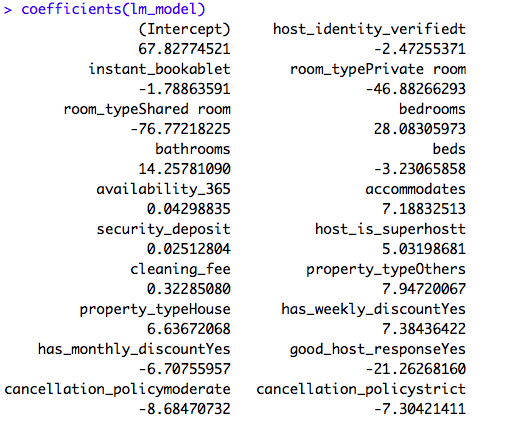 > coefficients(lm_model)
(Intercept) host_identity_verifiedt
67.82774521 -2.47255371
instant_bookablet room_typePrivate room
-1.78863591 -46.88266293
room_typeShared room bedrooms
-76.77218225 28.08305973
bathrooms beds
14.25781090 -3.23065858
availability_365 accommodates
0.04298835 7.18832513
security_deposit host_is_superhostt
0.02512804 5.03198681
cleaning_fee property_typeOthers
0.32285080 7.94720067
property_typeHouse has_weekly_discountYes
6.63672068 7.38436422
has_monthly_discountYes good_host_responseYes
-6.70755957 -21.26268160
cancellation_policymoderate cancellation_policystrict
-8.68470732 -7.30421411